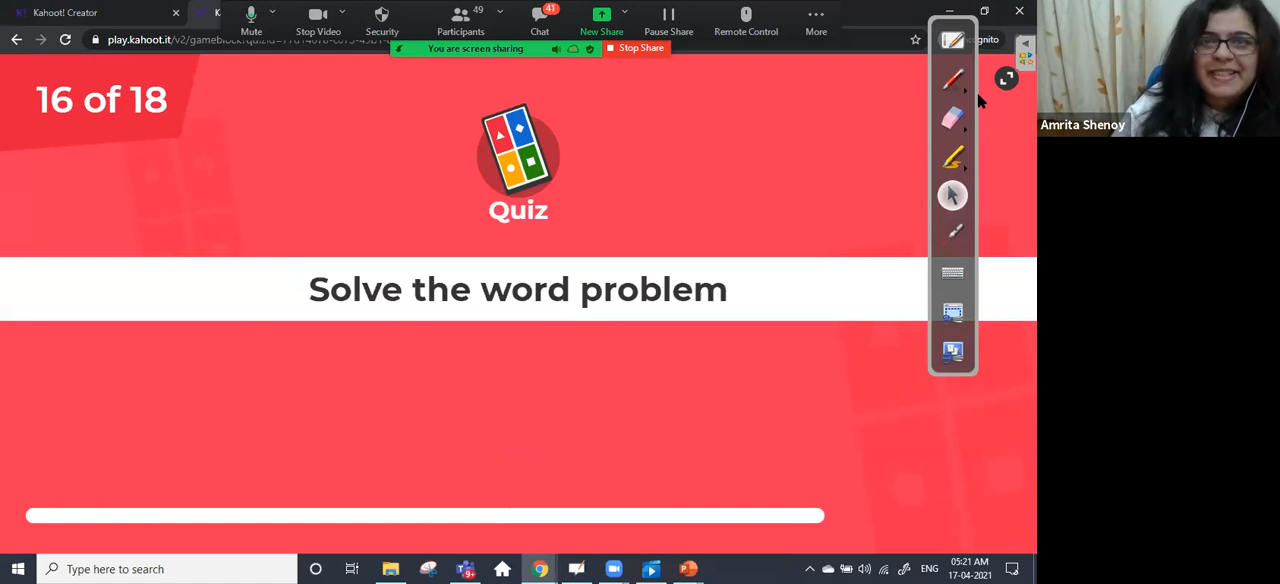 Kahoot! Creator
K
49
41
Mute
Stop Video
Security
Participants
Chat
New Share
Pause Share
Remote Control
More
You are screen sharing
Stop Share
16 of 18
Quiz
Solve the word problem
Amrita Shenoy
Type here to search
9+
ENG
05:21 AM
17-04-2021